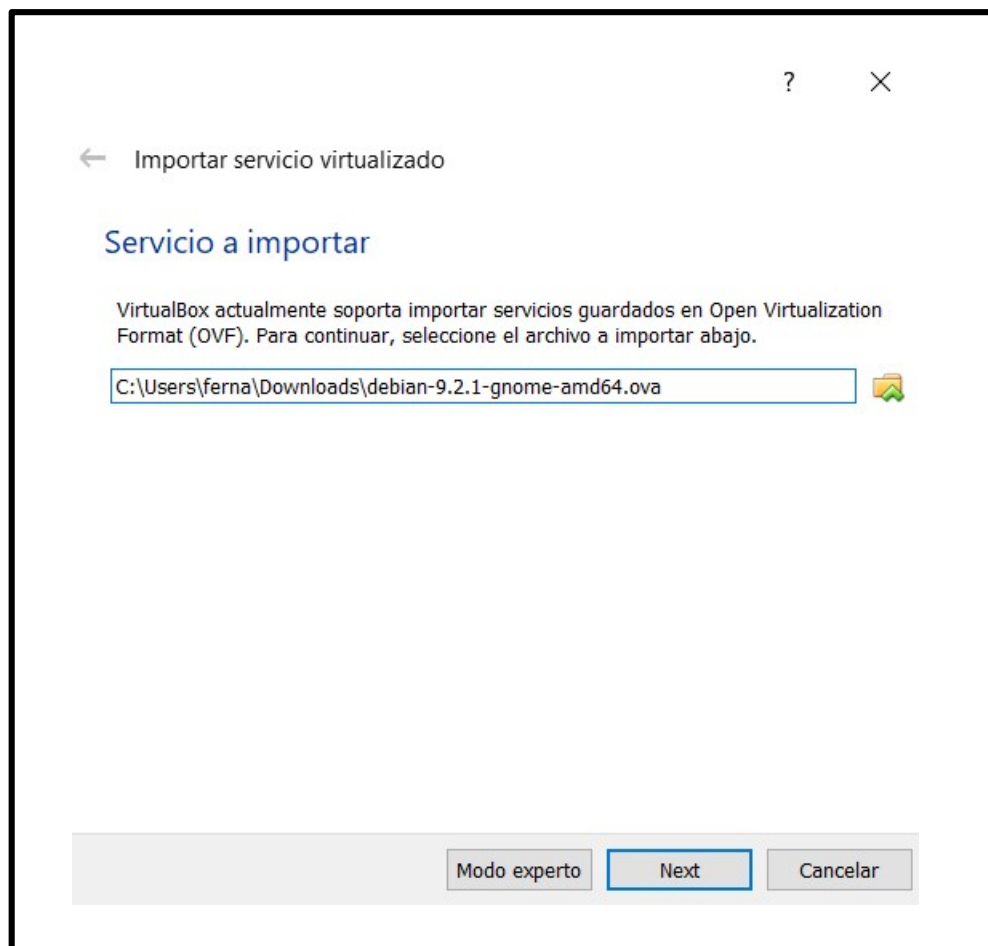 ?
Importar servicio virtualizado
Servicio a importar
VirtualBox actualmente soporta importar servicios guardados en Open Virtualization
Format (OVF). Para continuar, seleccione el archivo a importar abajo.
C:\Users\ferna\Downloads\debian-9.2.1-gnome-amd64.ova
Modo experto Next Cancelar